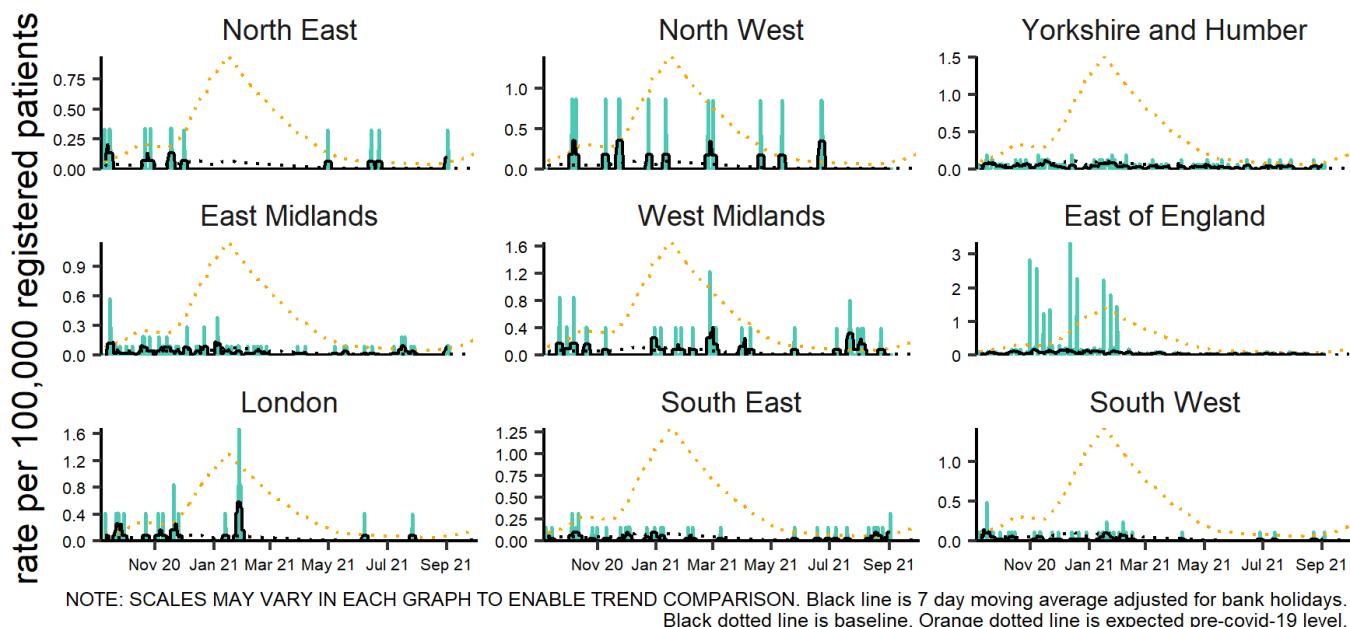 rate per 100,000 registered patients
North East
0.75
0.50
0.25
0.00
North West
1.0
0.5
0.0
Yorkshire and Humber
1.5
1.0
0.5
0.0
East Midlands
0.9
0.6
0.3
0.0
West Midlands
1.6
1.2
0.8
0.4
0.0
East of England
3
2
1
0
London
1.6
1.2
0.8
0.4
0.0
Nov 20 Jan 21 Mar 21 May 21 Jul 21 Sep 21
South East
1.25
1.00
0.75
0.50
0.25
0.00
Nov 20 Jan 21 Mar 21 May 21 Jul 21 Sep 21
South West
1.0
0.5
0.0
Nov 20 Jan 21 Mar 21 May 21 Jul 21 Sep 21
NOTE: SCALES MAY VARY IN EACH GRAPH TO ENABLE TREND COMPARISON. Black line is 7 day moving average adjusted for bank holidays.
Black dotted line is baseline. Orange dotted line is expected pre-covid-19 level.